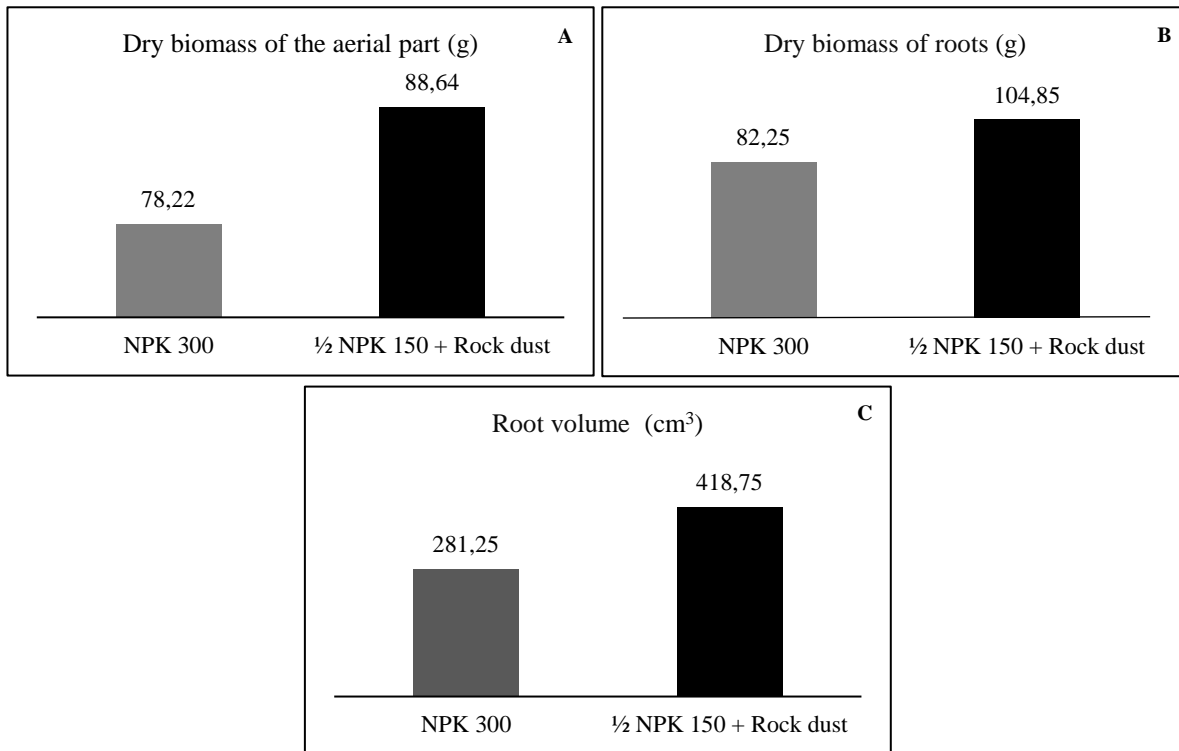 Dry biomass of the aerial part (g)
A
88,64
78,22
NPK 300
½ NPK 150 + Rock dust
Dry biomass of roots (g)
B
104,85
82,25
NPK 300
½ NPK 150 + Rock dust
Root volume (cm³)
C
418,75
281,25
NPK 300
½ NPK 150 + Rock dust